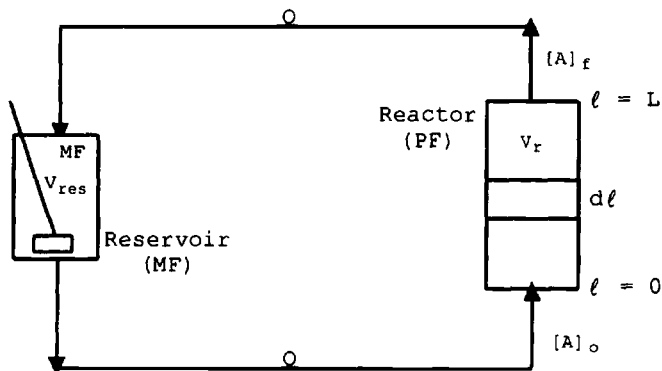 Q
[A]f
ℓ = L
Reactor
(PF)
Vr
MF
Vres
dℓ
Reservoir
(MF)
ℓ = 0
[A]o
Q